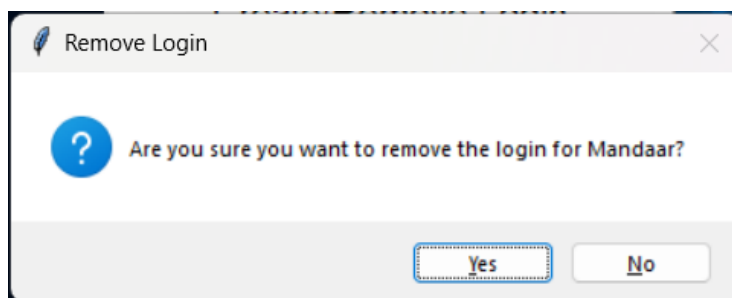 Remove Login
Are you sure you want to remove the login for Mandaar?
Yes
No